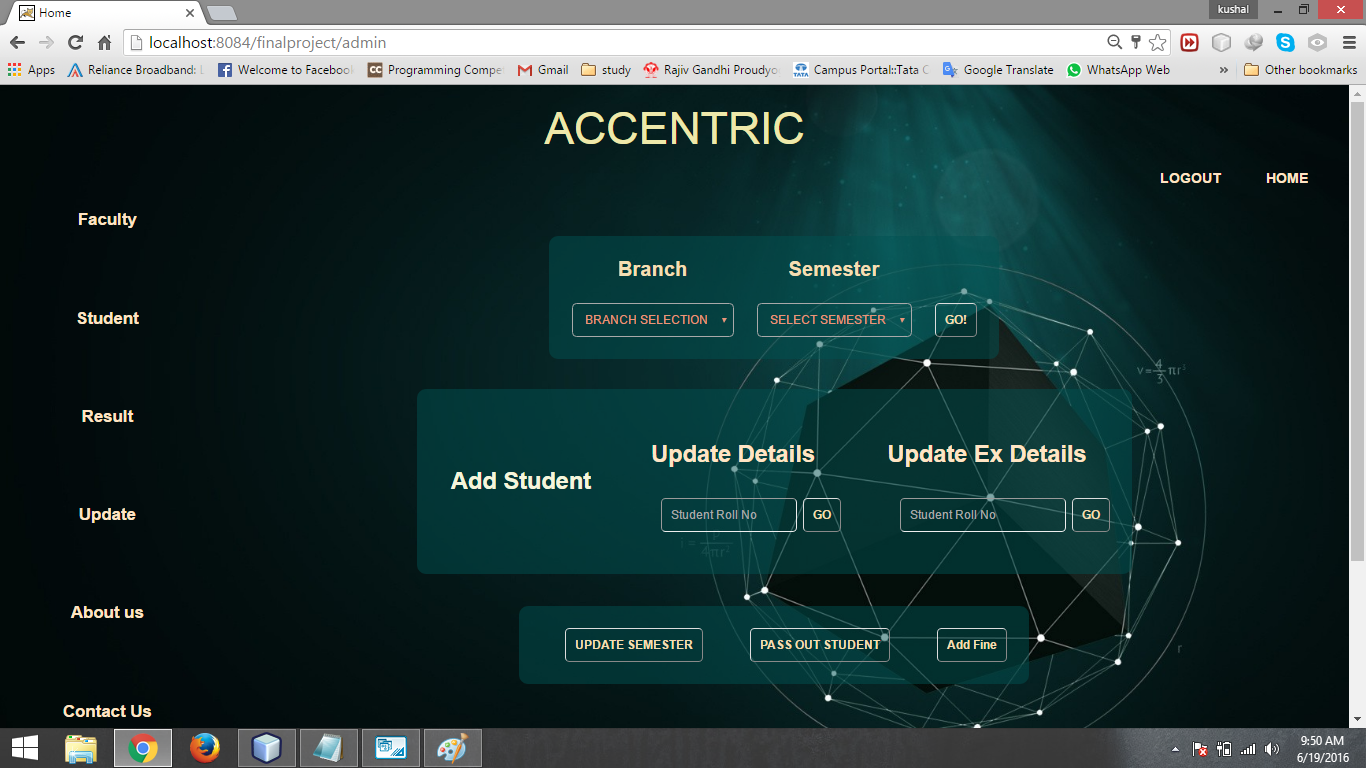 Home
kushal
localhost:8084/finalproject/admin
Apps Reliance Broadband: Welcome to Facebook Programming Compe Gmail study Rajiv Gandhi Proudyo Campus Portal::Tata C Google Translate WhatsApp Web » Other bookmarks
ACCENTRIC
LOGOUT HOME
Faculty
Branch Semester
Student
BRANCH SELECTION SELECT SEMESTER GO!
v=4/3 πr³
Result
Update Details Update Ex Details
Add Student
Update
Student Roll No GO Student Roll No GO
About us
UPDATE SEMESTER PASS OUT STUDENT Add Fine
r
Contact Us
9:50 AM
6/19/2016